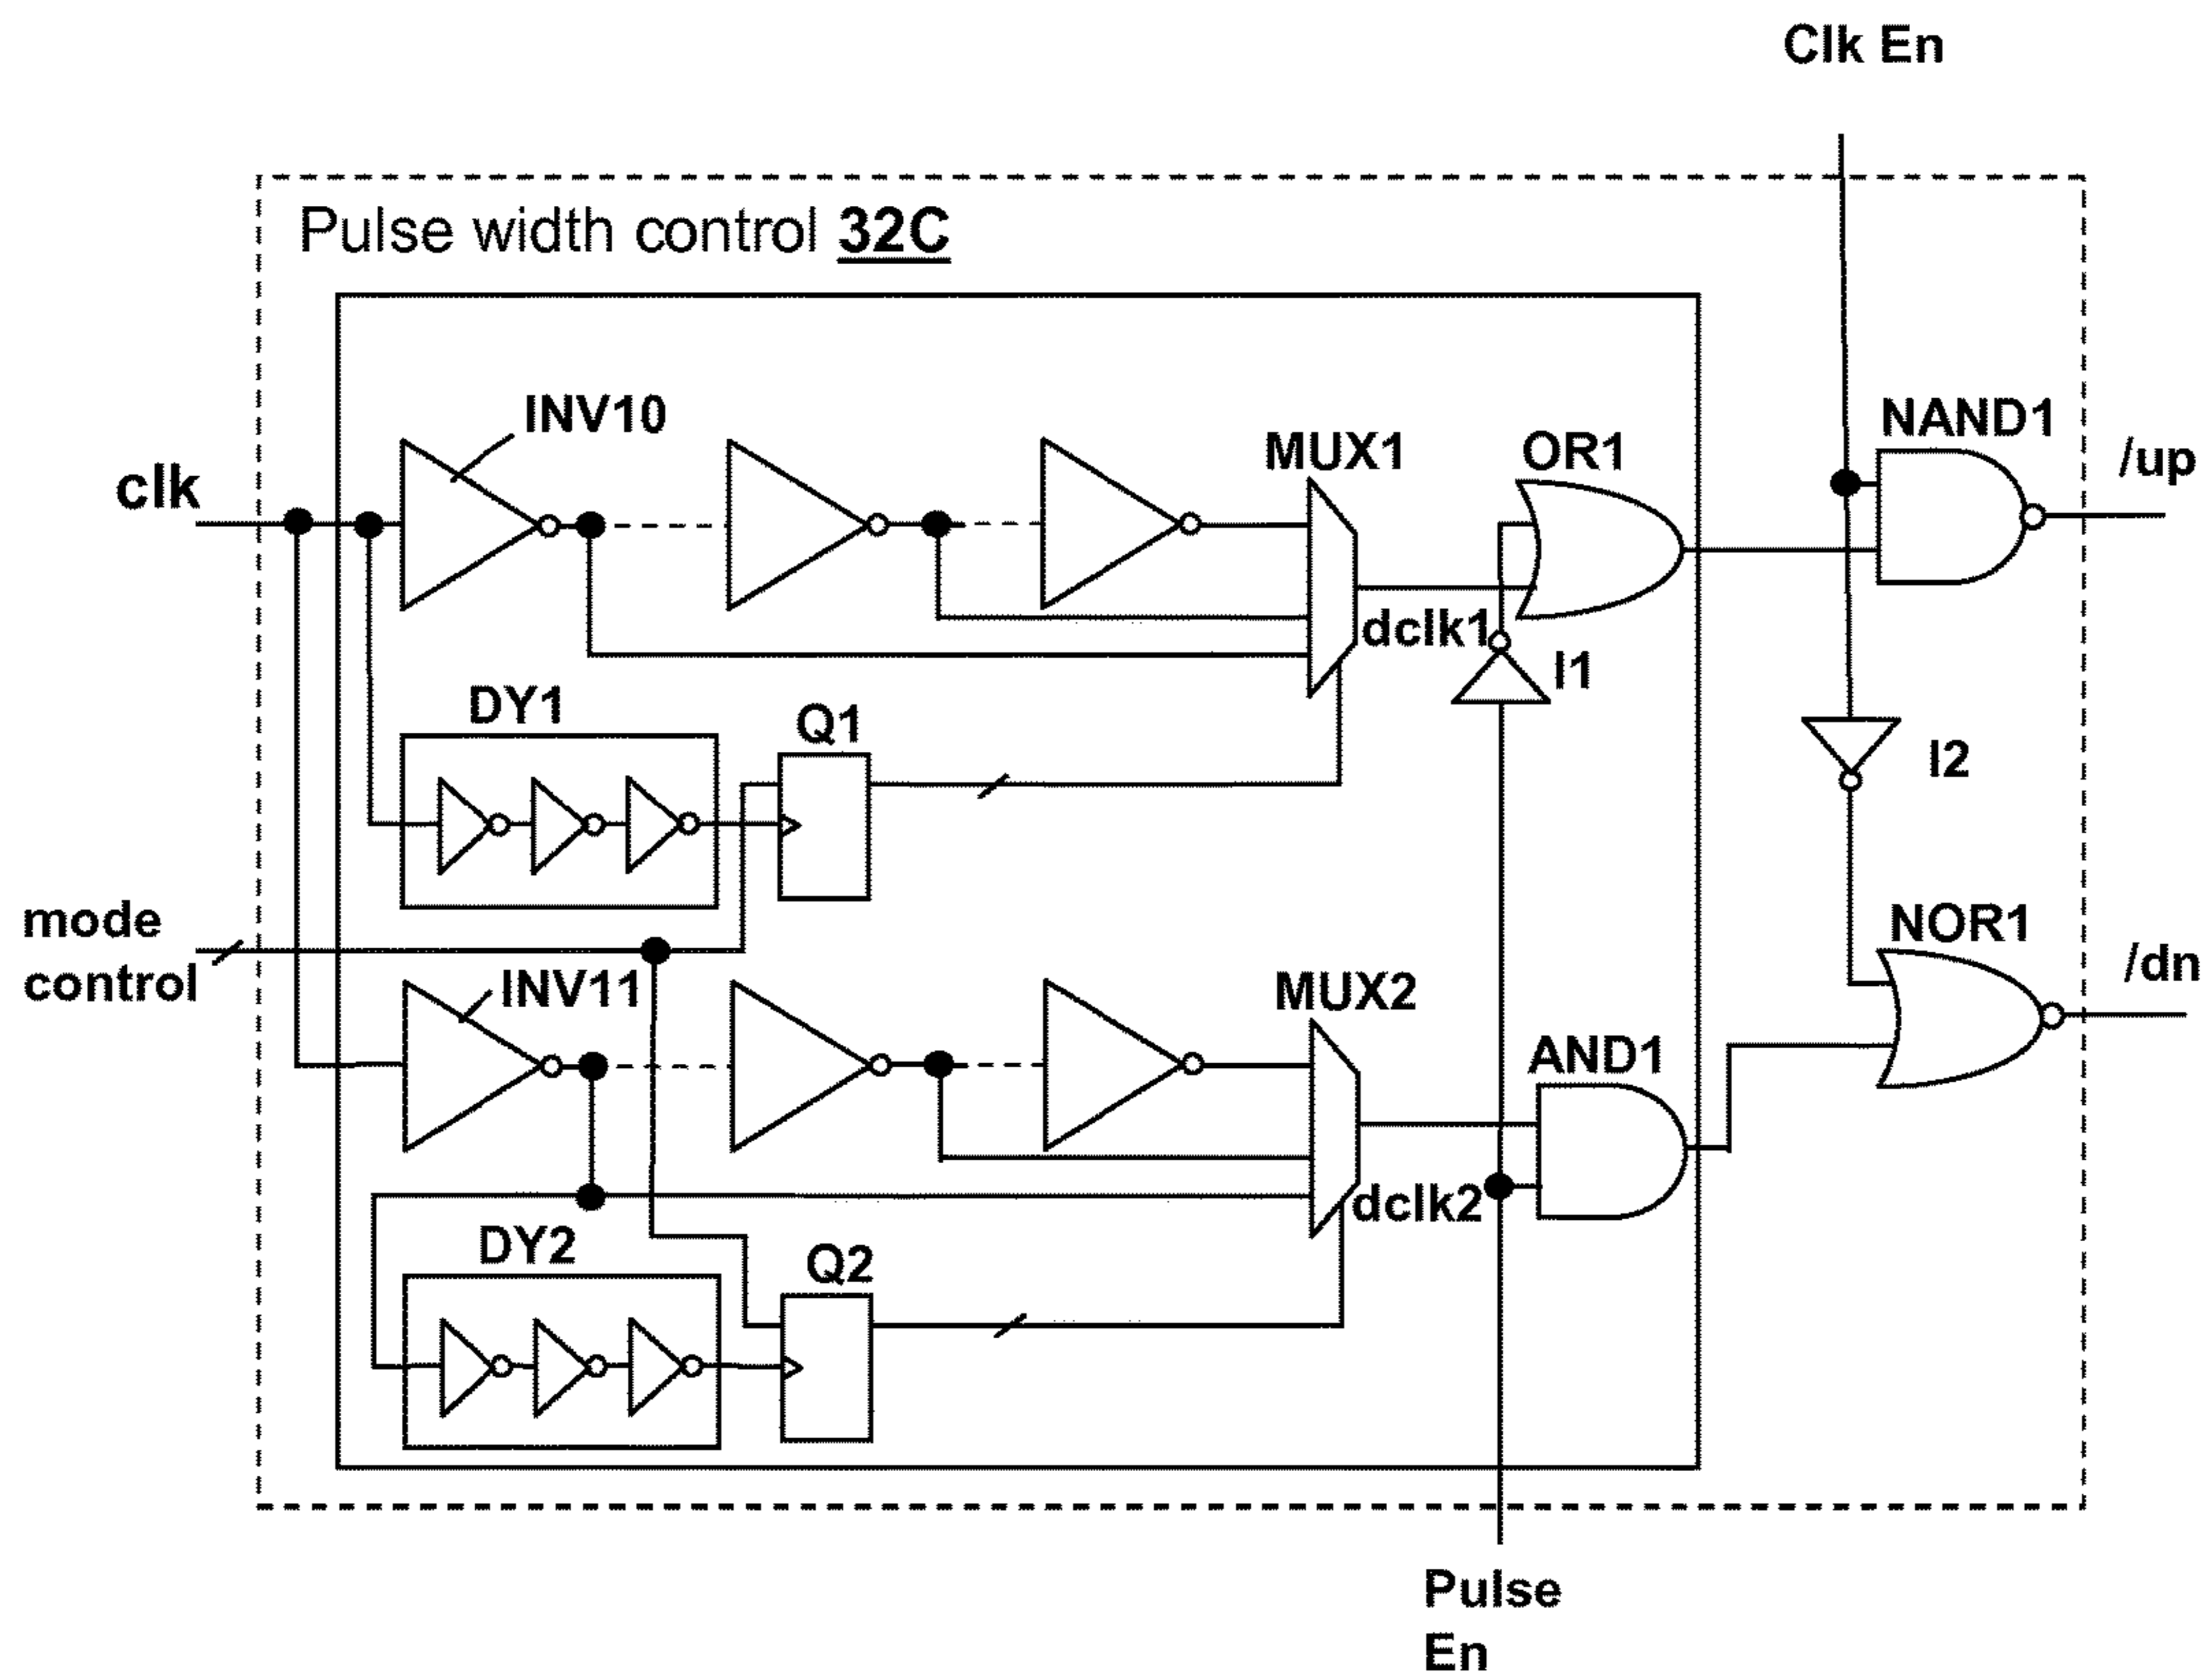 Clk En
Pulse width control 32C
INV10
MUX1
OR1
NAND1
clk
/up
dclk1
I1
DY1
Q1
I2
mode
control
INV11
MUX2
AND1
NOR1
/dn
dclk2
DY2
Q2
Pulse
En